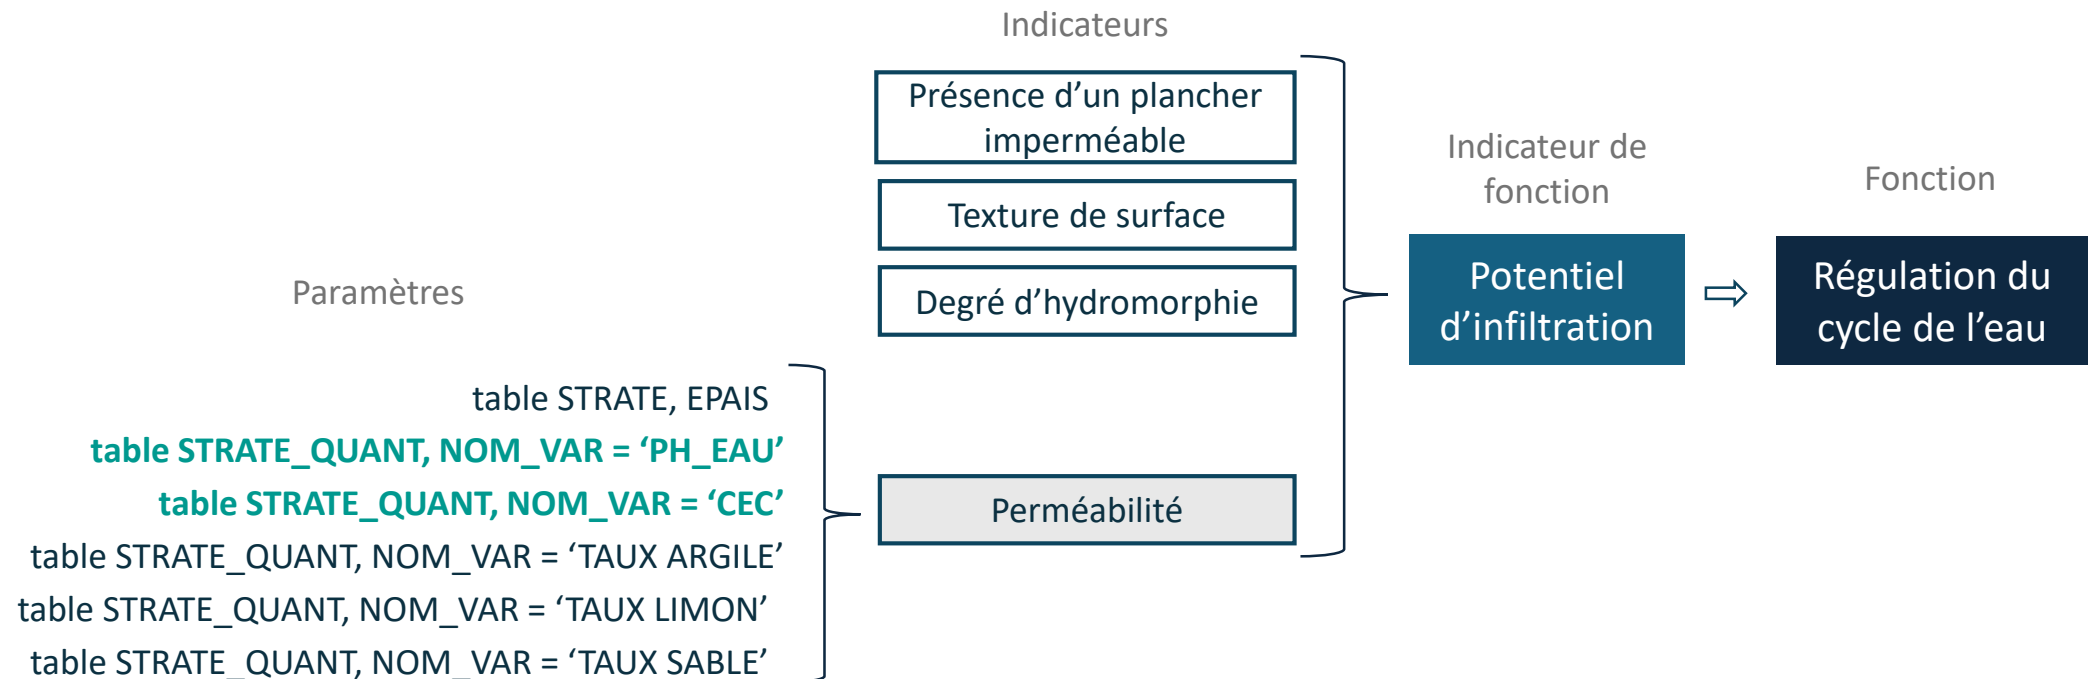 Indicateurs
Présence d’un plancher
imperméable
Texture de surface
Degré d’hydromorphie
Indicateur de
fonction
Potentiel
d’infiltration
Fonction
Régulation du
cycle de l’eau
Paramètres
table STRATE, EPAIS
table STRATE_QUANT, NOM_VAR = ‘PH_EAU’
table STRATE_QUANT, NOM_VAR = ‘CEC’
table STRATE_QUANT, NOM_VAR = ‘TAUX ARGILE’
table STRATE_QUANT, NOM_VAR = ‘TAUX LIMON’
table STRATE_QUANT, NOM_VAR = ‘TAUX SABLE’
Perméabilité